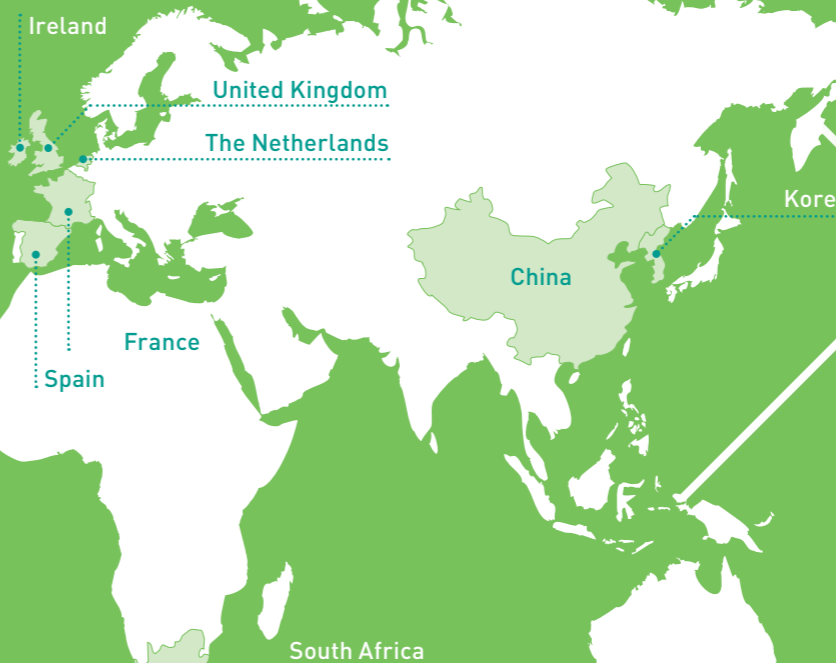 Ireland
United Kingdom
The Netherlands
Kore
China
France
Spain
South Africa